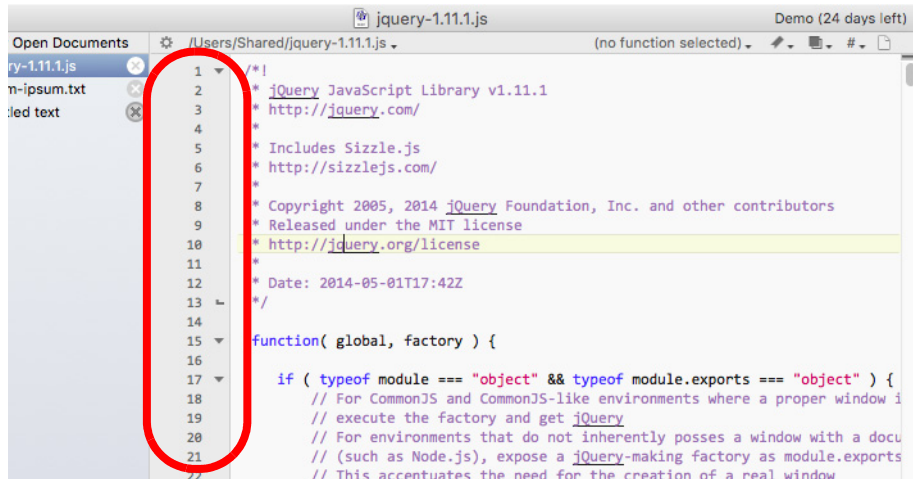 jquery-1.11.1.js
Demo (24 days left)
Open Documents
/Users/Shared/jquery-1.11.1.js
(no function selected)
#
ry-1.11.1.js
m-ipsum.txt
led text
1 /*!
2 * jQuery JavaScript Library v1.11.1
3 * http://jquery.com/
4 *
5 * Includes Sizzle.js
6 * http://sizzlejs.com/
7 *
8 * Copyright 2005, 2014 jQuery Foundation, Inc. and other contributors
9 * Released under the MIT license
10 * http://jquery.org/license
11 *
12 * Date: 2014-05-01T17:42Z
13 */
14
15 function( global, factory ) {
16
17 if ( typeof module === "object" && typeof module.exports === "object" ) {
18 // For CommonJS and CommonJS-like environments where a proper window i
19 // execute the factory and get jQuery
20 // For environments that do not inherently posses a window with a docu
21 // (such as Node.js), expose a jQuery-making factory as module.exports
22 // This accentuates the need for the creation of a real window